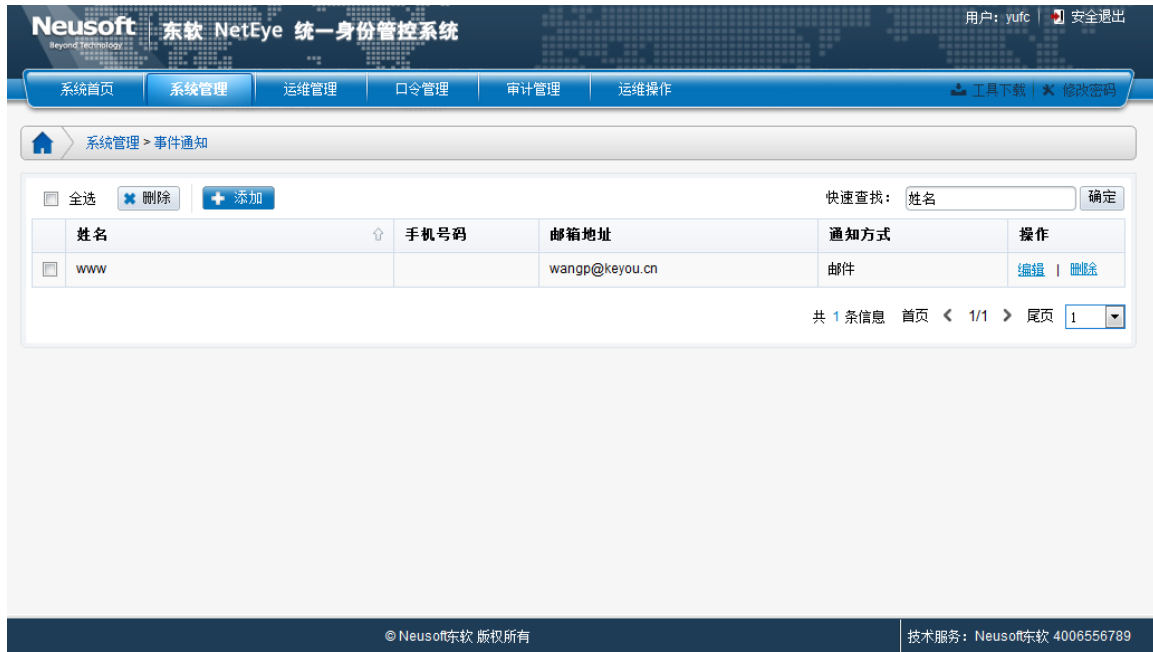 Neusoft
Beyond Technology
东软 NetEye 统一身份管控系统
用户: yufc 安全退出
系统首页 系统管理 运维管理 口令管理 审计管理 运维操作 工具下载 修改密码
系统管理 > 事件通知
全选 删除 添加 快速查找: 姓名 确定
姓名 手机号码 邮箱地址 通知方式 操作
www wangp@keyou.cn 邮件 编辑 | 删除
共 1 条信息 首页 1/1 尾页 1
© Neusoft东软 版权所有 技术服务: Neusoft东软 4006556789